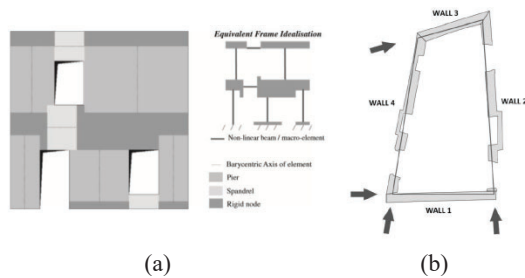 Equivalent Frame Idealisation
Non-linear beam / macro-element
Barycentric Axis of element
Pier
Spandrel
Rigid node
WALL 3
WALL 4
WALL 2
WALL 1
(a)
(b)